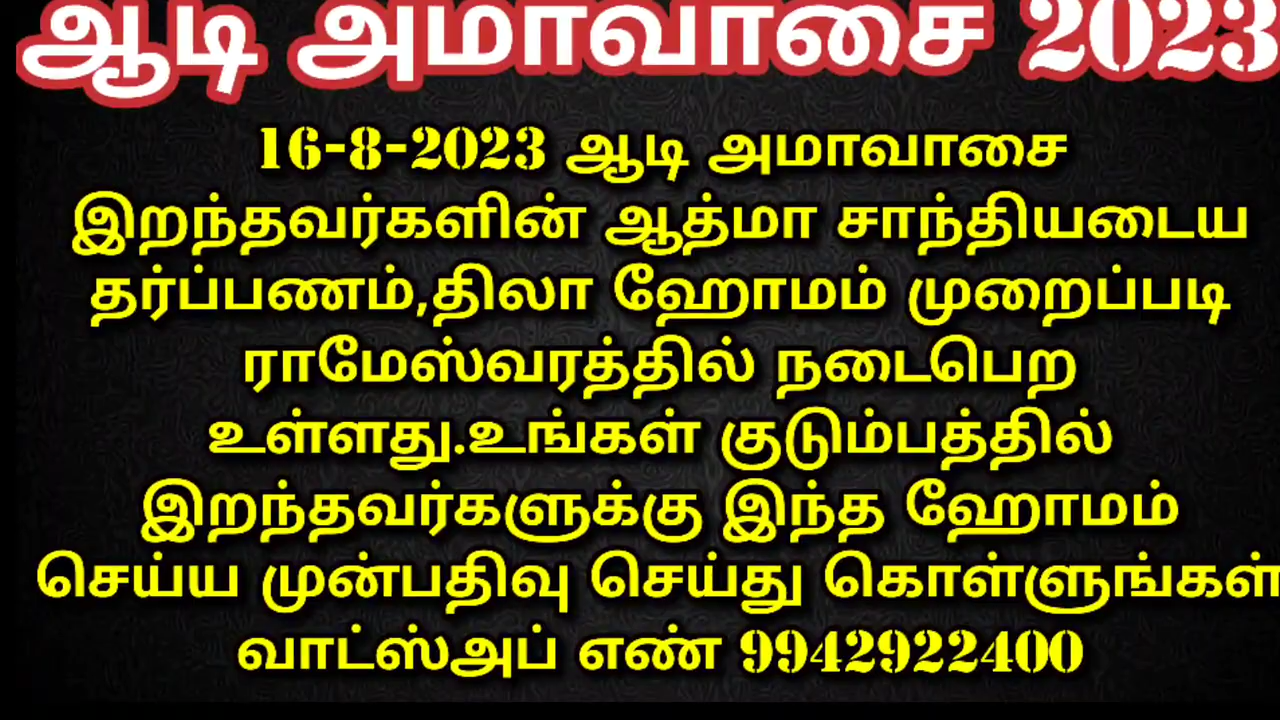 ஆடி அமாவாசை 2023
16-8-2023 ஆடி அமாவாசை
இறந்தவர்களின் ஆத்மா சாந்தியடைய
தர்ப்பணம்,திலா ஹோமம் முறைப்படி
ராமேஸ்வரத்தில் நடைபெற
உள்ளது.உங்கள் குடும்பத்தில்
இறந்தவர்களுக்கு இந்த ஹோமம்
செய்ய முன்பதிவு செய்து கொள்ளுங்கள்
வாட்ஸ்அப் எண் 9942922400